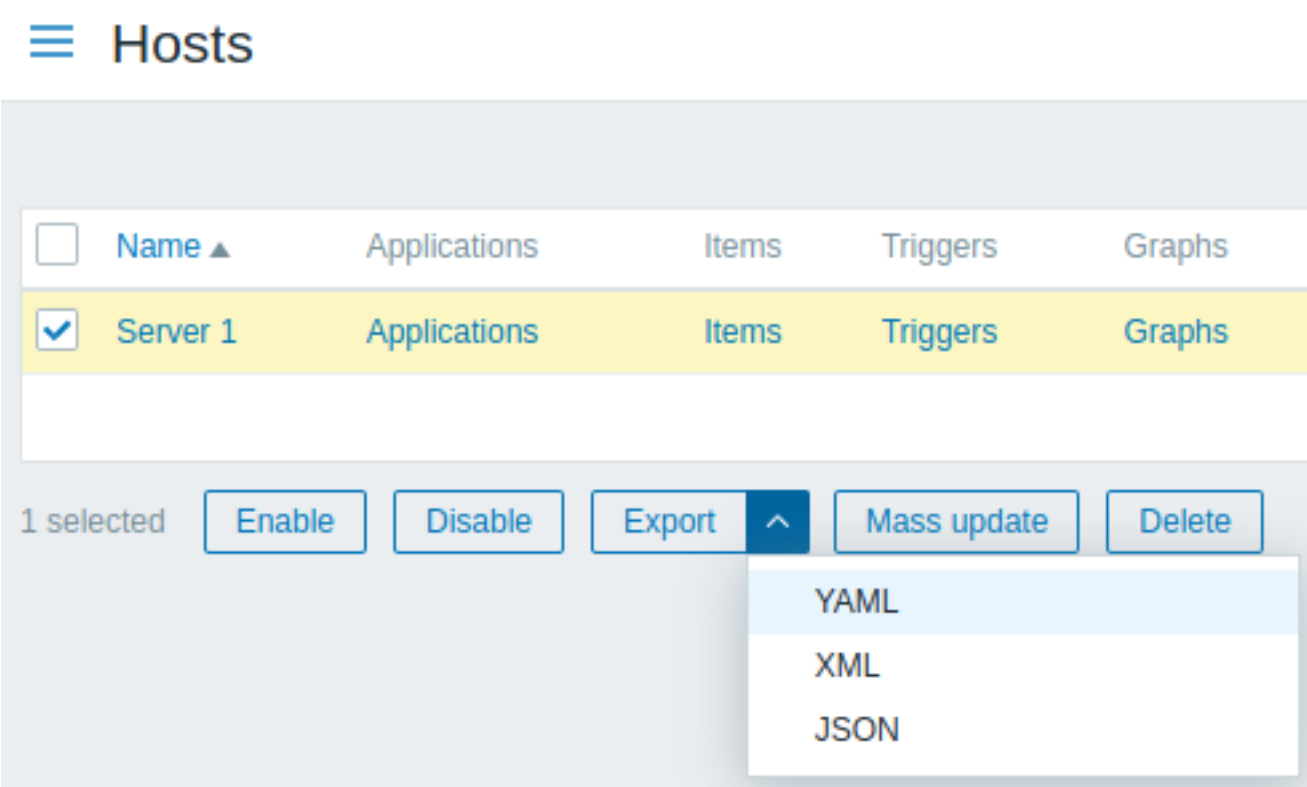 Hosts
Name Applications Items Triggers Graphs
Server 1 Applications Items Triggers Graphs
1 selected Enable Disable Export Mass update Delete
YAML
XML
JSON